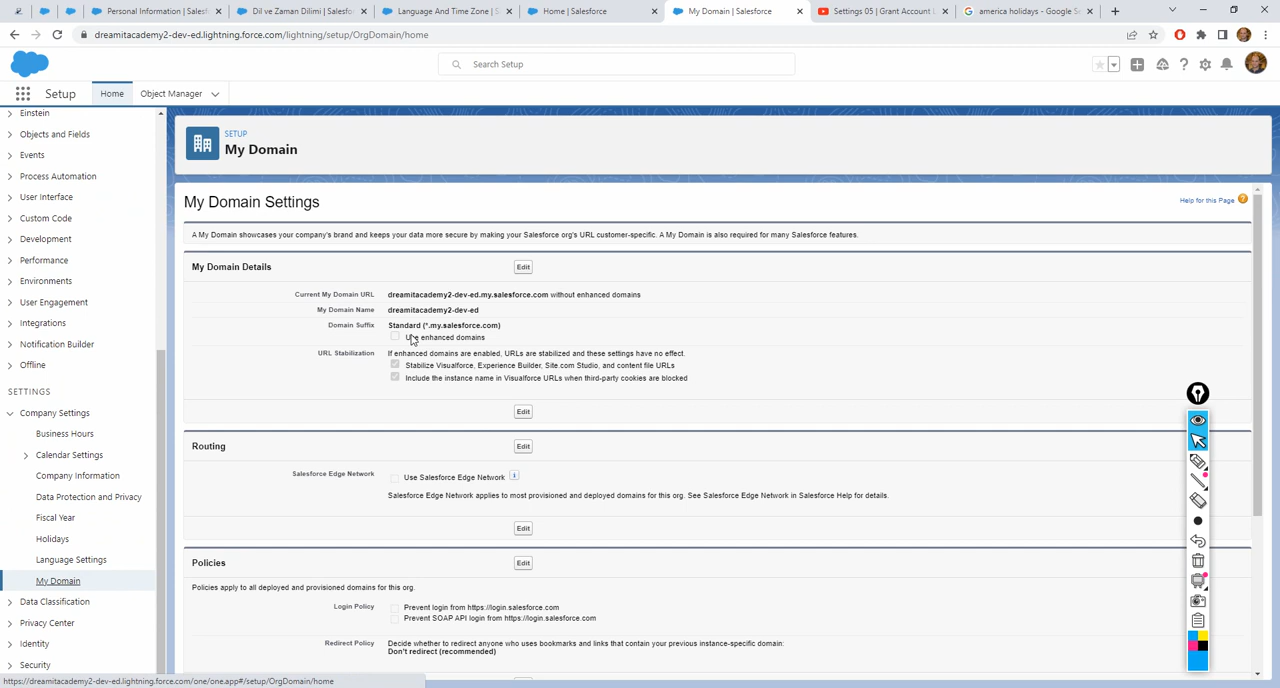 Personal Information | Salesf
Dil ve Zaman Dilimi | Salesfo
Language And Time Zone | S
Home | Salesforce
My Domain | Salesforce
Settings 05 | Grant Account L
america holidays - Google Se
dreamitacademy2-dev-ed.lightning.force.com/lightning/setup/OrgDomain/home
Search Setup
Setup
Home
Object Manager
Einstein
Objects and Fields
Events
Process Automation
User Interface
Custom Code
Development
Performance
Environments
User Engagement
Integrations
Notification Builder
Offline
SETTINGS
Company Settings
Business Hours
Calendar Settings
Company Information
Data Protection and Privacy
Fiscal Year
Holidays
Language Settings
My Domain
Data Classification
Privacy Center
Identity
Security
SETUP
My Domain
My Domain Settings
Help for this Page
A My Domain showcases your company's brand and keeps your data more secure by making your Salesforce org's URL customer-specific. A My Domain is also required for many Salesforce features.
My Domain Details
Edit
Current My Domain URL dreamitacademy2-dev-ed.my.salesforce.com without enhanced domains
My Domain Name dreamitacademy2-dev-ed
Domain Suffix Standard (*.my.salesforce.com)
Use enhanced domains
URL Stabilization If enhanced domains are enabled, URLs are stabilized and these settings have no effect.
Stabilize Visualforce, Experience Builder, Site.com Studio, and content file URLs
Include the instance name in Visualforce URLs when third-party cookies are blocked
Edit
Routing
Edit
Salesforce Edge Network Use Salesforce Edge Network
Salesforce Edge Network applies to most provisioned and deployed domains for this org. See Salesforce Edge Network in Salesforce Help for details.
Edit
Policies
Edit
Policies apply to all deployed and provisioned domains for this org.
Login Policy Prevent login from https://login.salesforce.com
Prevent SOAP API login from https://login.salesforce.com
Redirect Policy Decide whether to redirect anyone who uses bookmarks and links that contain your previous instance-specific domain:
Don't redirect (recommended)
https://dreamitacademy2-dev-ed.lightning.force.com/one/one.app#/setup/OrgDomain/home